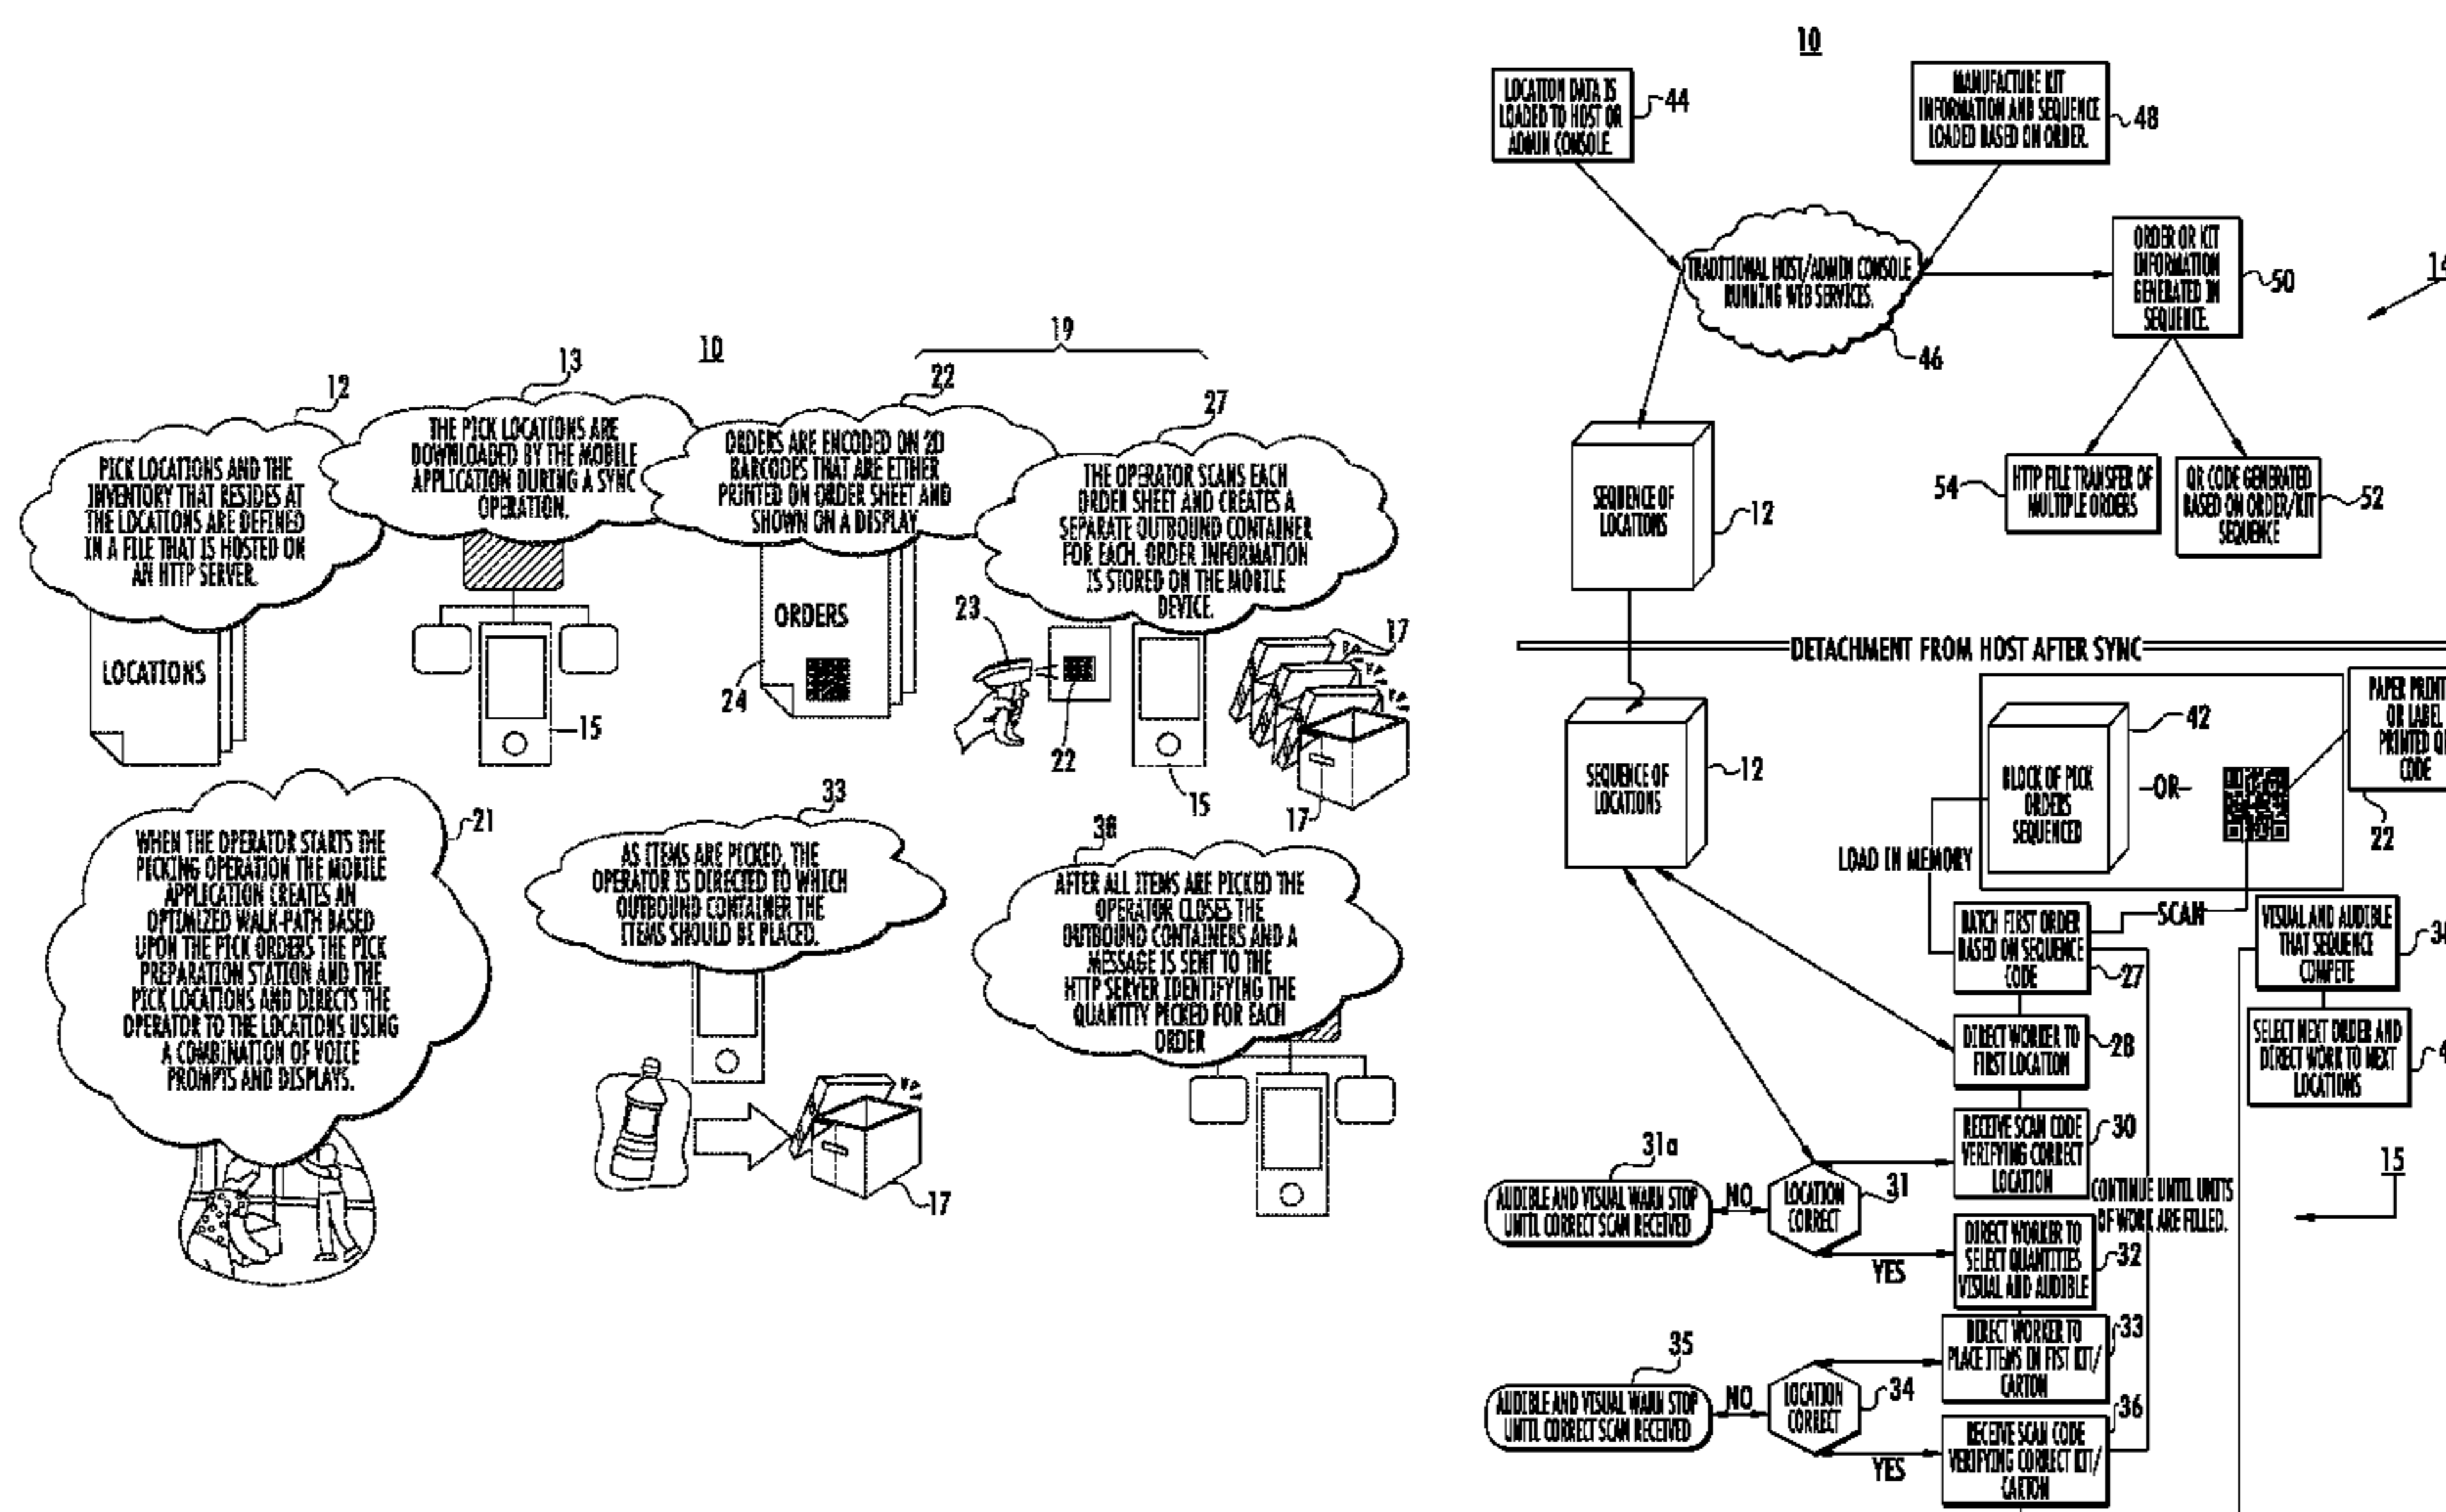 10
19
12
13
22
27
PICK LOCATIONS AND THE
INVENTORY THAT RESIDES AT
THE LOCATIONS ARE DEFINED
IN A FILE THAT IS HOSTED ON
AN HTTP SERVER.
THE PICK LOCATIONS ARE
DOWNLOADED BY THE MOBILE
APPLICATION DURING A SYNC
OPERATION.
ORDERS ARE ENCODED ON 2D
BARCODES THAT ARE EITHER
PRINTED ON ORDER SHEET AND
SHOWN ON A DISPLAY
THE OPERATOR SCANS EACH
ORDER SHEET AND CREATES A
SEPARATE OUTBOUND CONTAINER
FOR EACH. ORDER INFORMATION
IS STORED ON THE MOBILE
DEVICE.
LOCATIONS
15
ORDERS
24
23
22
15
17
17
21
WHEN THE OPERATOR STARTS THE
PICKING OPERATION THE MOBILE
APPLICATION CREATES AN
OPTIMIZED WALK-PATH BASED
UPON THE PICK ORDERS THE PICK
PREPARATION STATION AND THE
PICK LOCATIONS AND DIRECTS THE
OPERATOR TO THE LOCATIONS USING
A COMBINATION OF VOICE
PROMPTS AND DISPLAYS.
33
AS ITEMS ARE PICKED, THE
OPERATOR IS DIRECTED TO WHICH
OUTBOUND CONTAINER THE
ITEMS SHOULD BE PLACED.
17
38
AFTER ALL ITEMS ARE PICKED THE
OPERATOR CLOSES THE
OUTBOUND CONTAINERS AND A
MESSAGE IS SENT TO THE
HTTP SERVER IDENTIFYING THE
QUANTITY PICKED FOR EACH
ORDER
10
LOCATION DATA IS
LOADED TO HOST OR
ADMIN CONSOLE.
44
MANUFACTURE KIT
INFORMATION AND SEQUENCE
LOADED BASED ON ORDER.
48
TRADITIONAL HOST/ADMIN CONSOLE
RUNNING WEB SERVICES.
46
ORDER OR KIT
INFORMATION
GENERATED IN
SEQUENCE.
50
54
HTTP FILE TRANSFER OF
MULTIPLE ORDERS
QR CODE GENERATED
BASED ON ORDER/KIT
SEQUENCE
52
SEQUENCE OF
LOCATIONS
12
DETACHMENT FROM HOST AFTER SYNC
SEQUENCE OF
LOCATIONS
12
BLOCK OF PICK
ORDERS
SEQUENCED
42
-OR-
OR LABEL
CODE
22
LOAD IN MEMORY
SCAN
BATCH FIRST ORDER
BASED ON SEQUENCE
CODE
27
VISUAL AND AUDIBLE
THAT SEQUENCE
COMPETE
DIRECT WORKER TO
FIRST LOCATION
28
SELECT NEXT ORDER AND
DIRECT WORK TO NEXT
LOCATIONS
RECEIVE SCAN CODE
VERIFYING CORRECT
LOCATION
30
15
CONTINUE UNTIL UNITS
OF WORK ARE FILLED.
31a
AUDIBLE AND VISUAL WARN STOP
UNTIL CORRECT SCAN RECEIVED
NO
LOCATION
CORRECT
31
YES
DIRECT WORKER TO
SELECT QUANTITIES
VISUAL AND AUDIBLE
32
DIRECT WORKER TO
PLACE ITEMS IN FIST KIT/
CARTON
33
35
AUDIBLE AND VISUAL WARN STOP
UNTIL CORRECT SCAN RECEIVED
NO
LOCATION
CORRECT
34
YES
RECEIVE SCAN CODE
VERIFYING CORRECT KIT/
CARTON
36